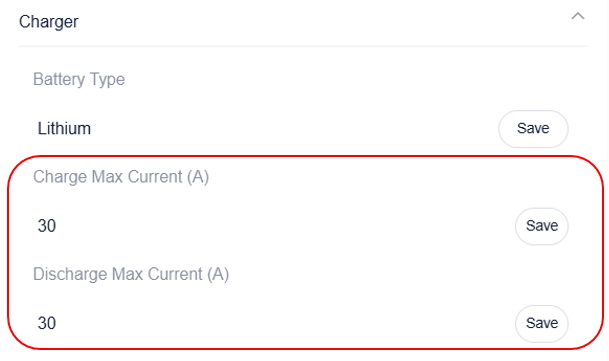 Charger
Battery Type
Lithium
Save
Charge Max Current (A)
30
Save
Discharge Max Current (A)
30
Save